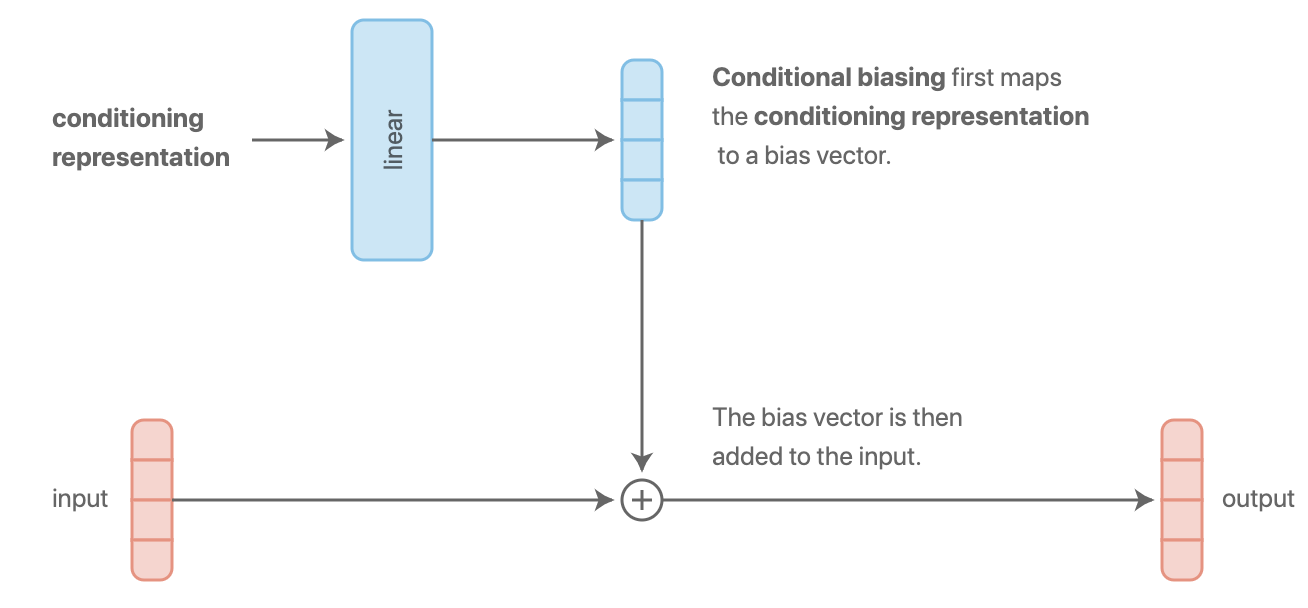 conditioning
representation
linear
Conditional biasing first maps
the conditioning representation
to a bias vector.
The bias vector is then
added to the input.
input
+
output